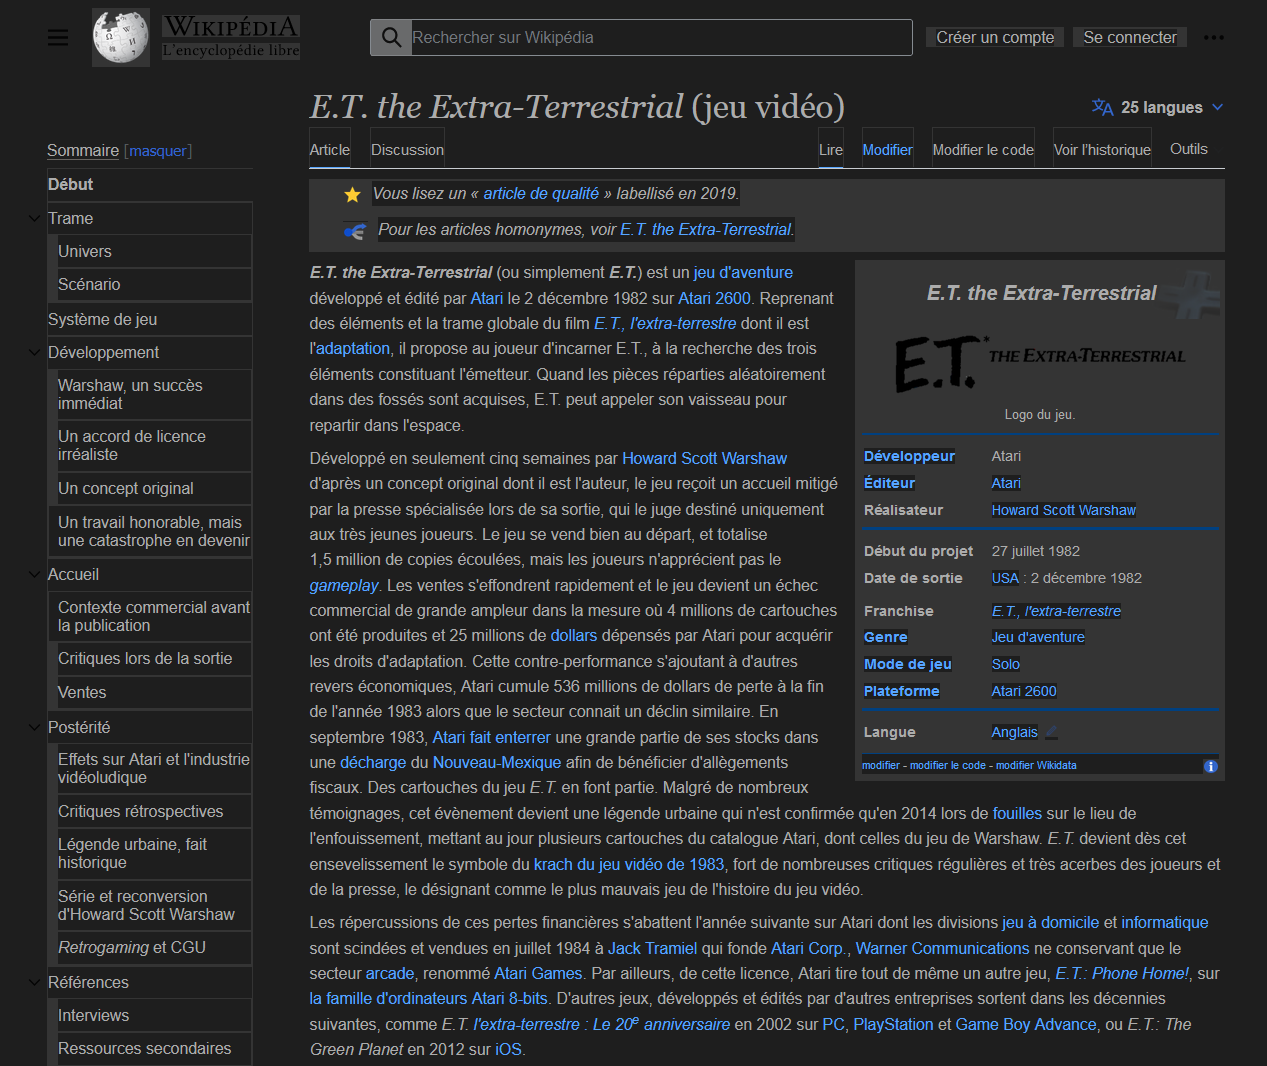 WIKIPÉDIA
L'encyclopédie libre
Rechercher sur Wikipédia
Créer un compte
Se connecter
E.T. the Extra-Terrestrial (jeu vidéo)
25 langues
Article
Discussion
Lire
Modifier
Modifier le code
Voir l'historique
Outils
Sommaire [masquer]
Début
Trame
Univers
Scénario
Système de jeu
Développement
Warshaw, un succès
immédiat
Un accord de licence
irréaliste
Un concept original
Un travail honorable, mais
une catastrophe en devenir
Accueil
Contexte commercial avant
la publication
Critiques lors de la sortie
Ventes
Postérité
Effets sur Atari et l'industrie
vidéoludique
Critiques rétrospectives
Légende urbaine, fait
historique
Série et reconversion
d'Howard Scott Warshaw
Retrogaming et CGU
Références
Interviews
Ressources secondaires
Vous lisez un « article de qualité » labellisé en 2019.
Pour les articles homonymes, voir E.T. the Extra-Terrestrial.
E.T. the Extra-Terrestrial (ou simplement E.T.) est un jeu d'aventure
développé et édité par Atari le 2 décembre 1982 sur Atari 2600. Reprenant
des éléments et la trame globale du film E.T., l'extra-terrestre dont il est
l'adaptation, il propose au joueur d'incarner E.T., à la recherche des trois
éléments constituant l'émetteur. Quand les pièces réparties aléatoirement
dans des fossés sont acquises, E.T. peut appeler son vaisseau pour
repartir dans l'espace.
Développé en seulement cinq semaines par Howard Scott Warshaw
d'après un concept original dont il est l'auteur, le jeu reçoit un accueil mitigé
par la presse spécialisée lors de sa sortie, qui le juge destiné uniquement
aux très jeunes joueurs. Le jeu se vend bien au départ, et totalise
1,5 million de copies écoulées, mais les joueurs n'apprécient pas le
gameplay. Les ventes s'effondrent rapidement et le jeu devient un échec
commercial de grande ampleur dans la mesure où 4 millions de cartouches
ont été produites et 25 millions de dollars dépensés par Atari pour acquérir
les droits d'adaptation. Cette contre-performance s'ajoutant à d'autres
revers économiques, Atari cumule 536 millions de dollars de perte à la fin
de l'année 1983 alors que le secteur connait un déclin similaire. En
septembre 1983, Atari fait enterrer une grande partie de ses stocks dans
une décharge du Nouveau-Mexique afin de bénéficier d'allègements
fiscaux. Des cartouches du jeu E.T. en font partie. Malgré de nombreux
témoignages, cet évènement devient une légende urbaine qui n'est confirmée qu'en 2014 lors de fouilles sur le lieu de
l'enfouissement, mettant au jour plusieurs cartouches du catalogue Atari, dont celles du jeu de Warshaw. E.T. devient dès cet
ensevelissement le symbole du krach du jeu vidéo de 1983, fort de nombreuses critiques régulières et très acerbes des joueurs et
de la presse, le désignant comme le plus mauvais jeu de l'histoire du jeu vidéo.
Les répercussions de ces pertes financières s'abattent l'année suivante sur Atari dont les divisions jeu à domicile et informatique
sont scindées et vendues en juillet 1984 à Jack Tramiel qui fonde Atari Corp., Warner Communications ne conservant que le
secteur arcade, renommé Atari Games. Par ailleurs, de cette licence, Atari tire tout de même un autre jeu, E.T.: Phone Home!, sur
la famille d'ordinateurs Atari 8-bits. D'autres jeux, développés et édités par d'autres entreprises sortent dans les décennies
suivantes, comme E.T. l'extra-terrestre : Le 20e anniversaire en 2002 sur PC, PlayStation et Game Boy Advance, ou E.T.: The
Green Planet en 2012 sur iOS.
E.T. the Extra-Terrestrial
E.T.* THE EXTRA-TERRESTRIAL
Logo du jeu.
Développeur Atari
Éditeur Atari
Réalisateur Howard Scott Warshaw
Début du projet 27 juillet 1982
Date de sortie USA : 2 décembre 1982
Franchise E.T., l'extra-terrestre
Genre Jeu d'aventure
Mode de jeu Solo
Plateforme Atari 2600
Langue Anglais
modifier - modifier le code - modifier Wikidata